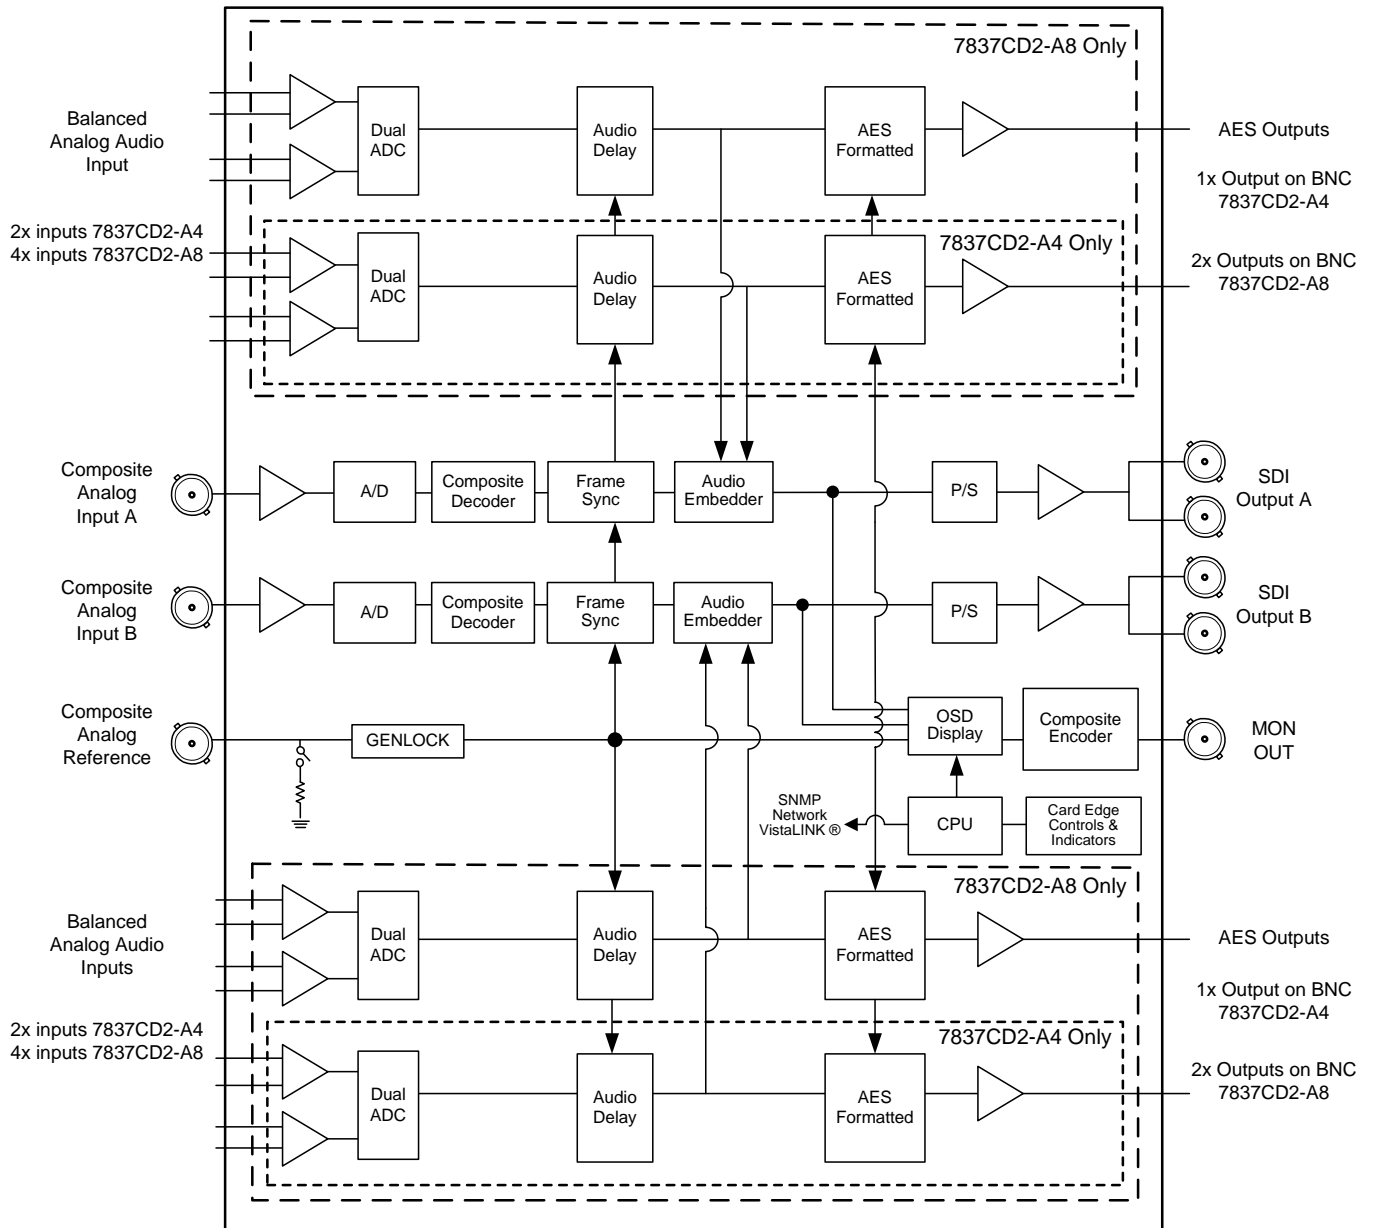 7837CD2-A8 Only
Balanced
Analog Audio
Input
Dual
ADC
Audio
Delay
AES
Formatted
AES Outputs
1x Output on BNC
7837CD2-A4
2x inputs 7837CD2-A4
4x inputs 7837CD2-A8
7837CD2-A4 Only
Dual
ADC
Audio
Delay
AES
Formatted
2x Outputs on BNC
7837CD2-A8
Composite
Analog
Input A
A/D
Composite
Decoder
Frame
Sync
Audio
Embedder
P/S
SDI
Output A
Composite
Analog
Input B
A/D
Composite
Decoder
Frame
Sync
Audio
Embedder
P/S
SDI
Output B
Composite
Analog
Reference
GENLOCK
OSD
Display
Composite
Encoder
MON
OUT
SNMP
Network
VistaLINK ®
CPU
Card Edge
Controls &
Indicators
7837CD2-A8 Only
Balanced
Analog Audio
Inputs
Dual
ADC
Audio
Delay
AES
Formatted
AES Outputs
1x Output on BNC
7837CD2-A4
2x inputs 7837CD2-A4
4x inputs 7837CD2-A8
7837CD2-A4 Only
Dual
ADC
Audio
Delay
AES
Formatted
2x Outputs on BNC
7837CD2-A8